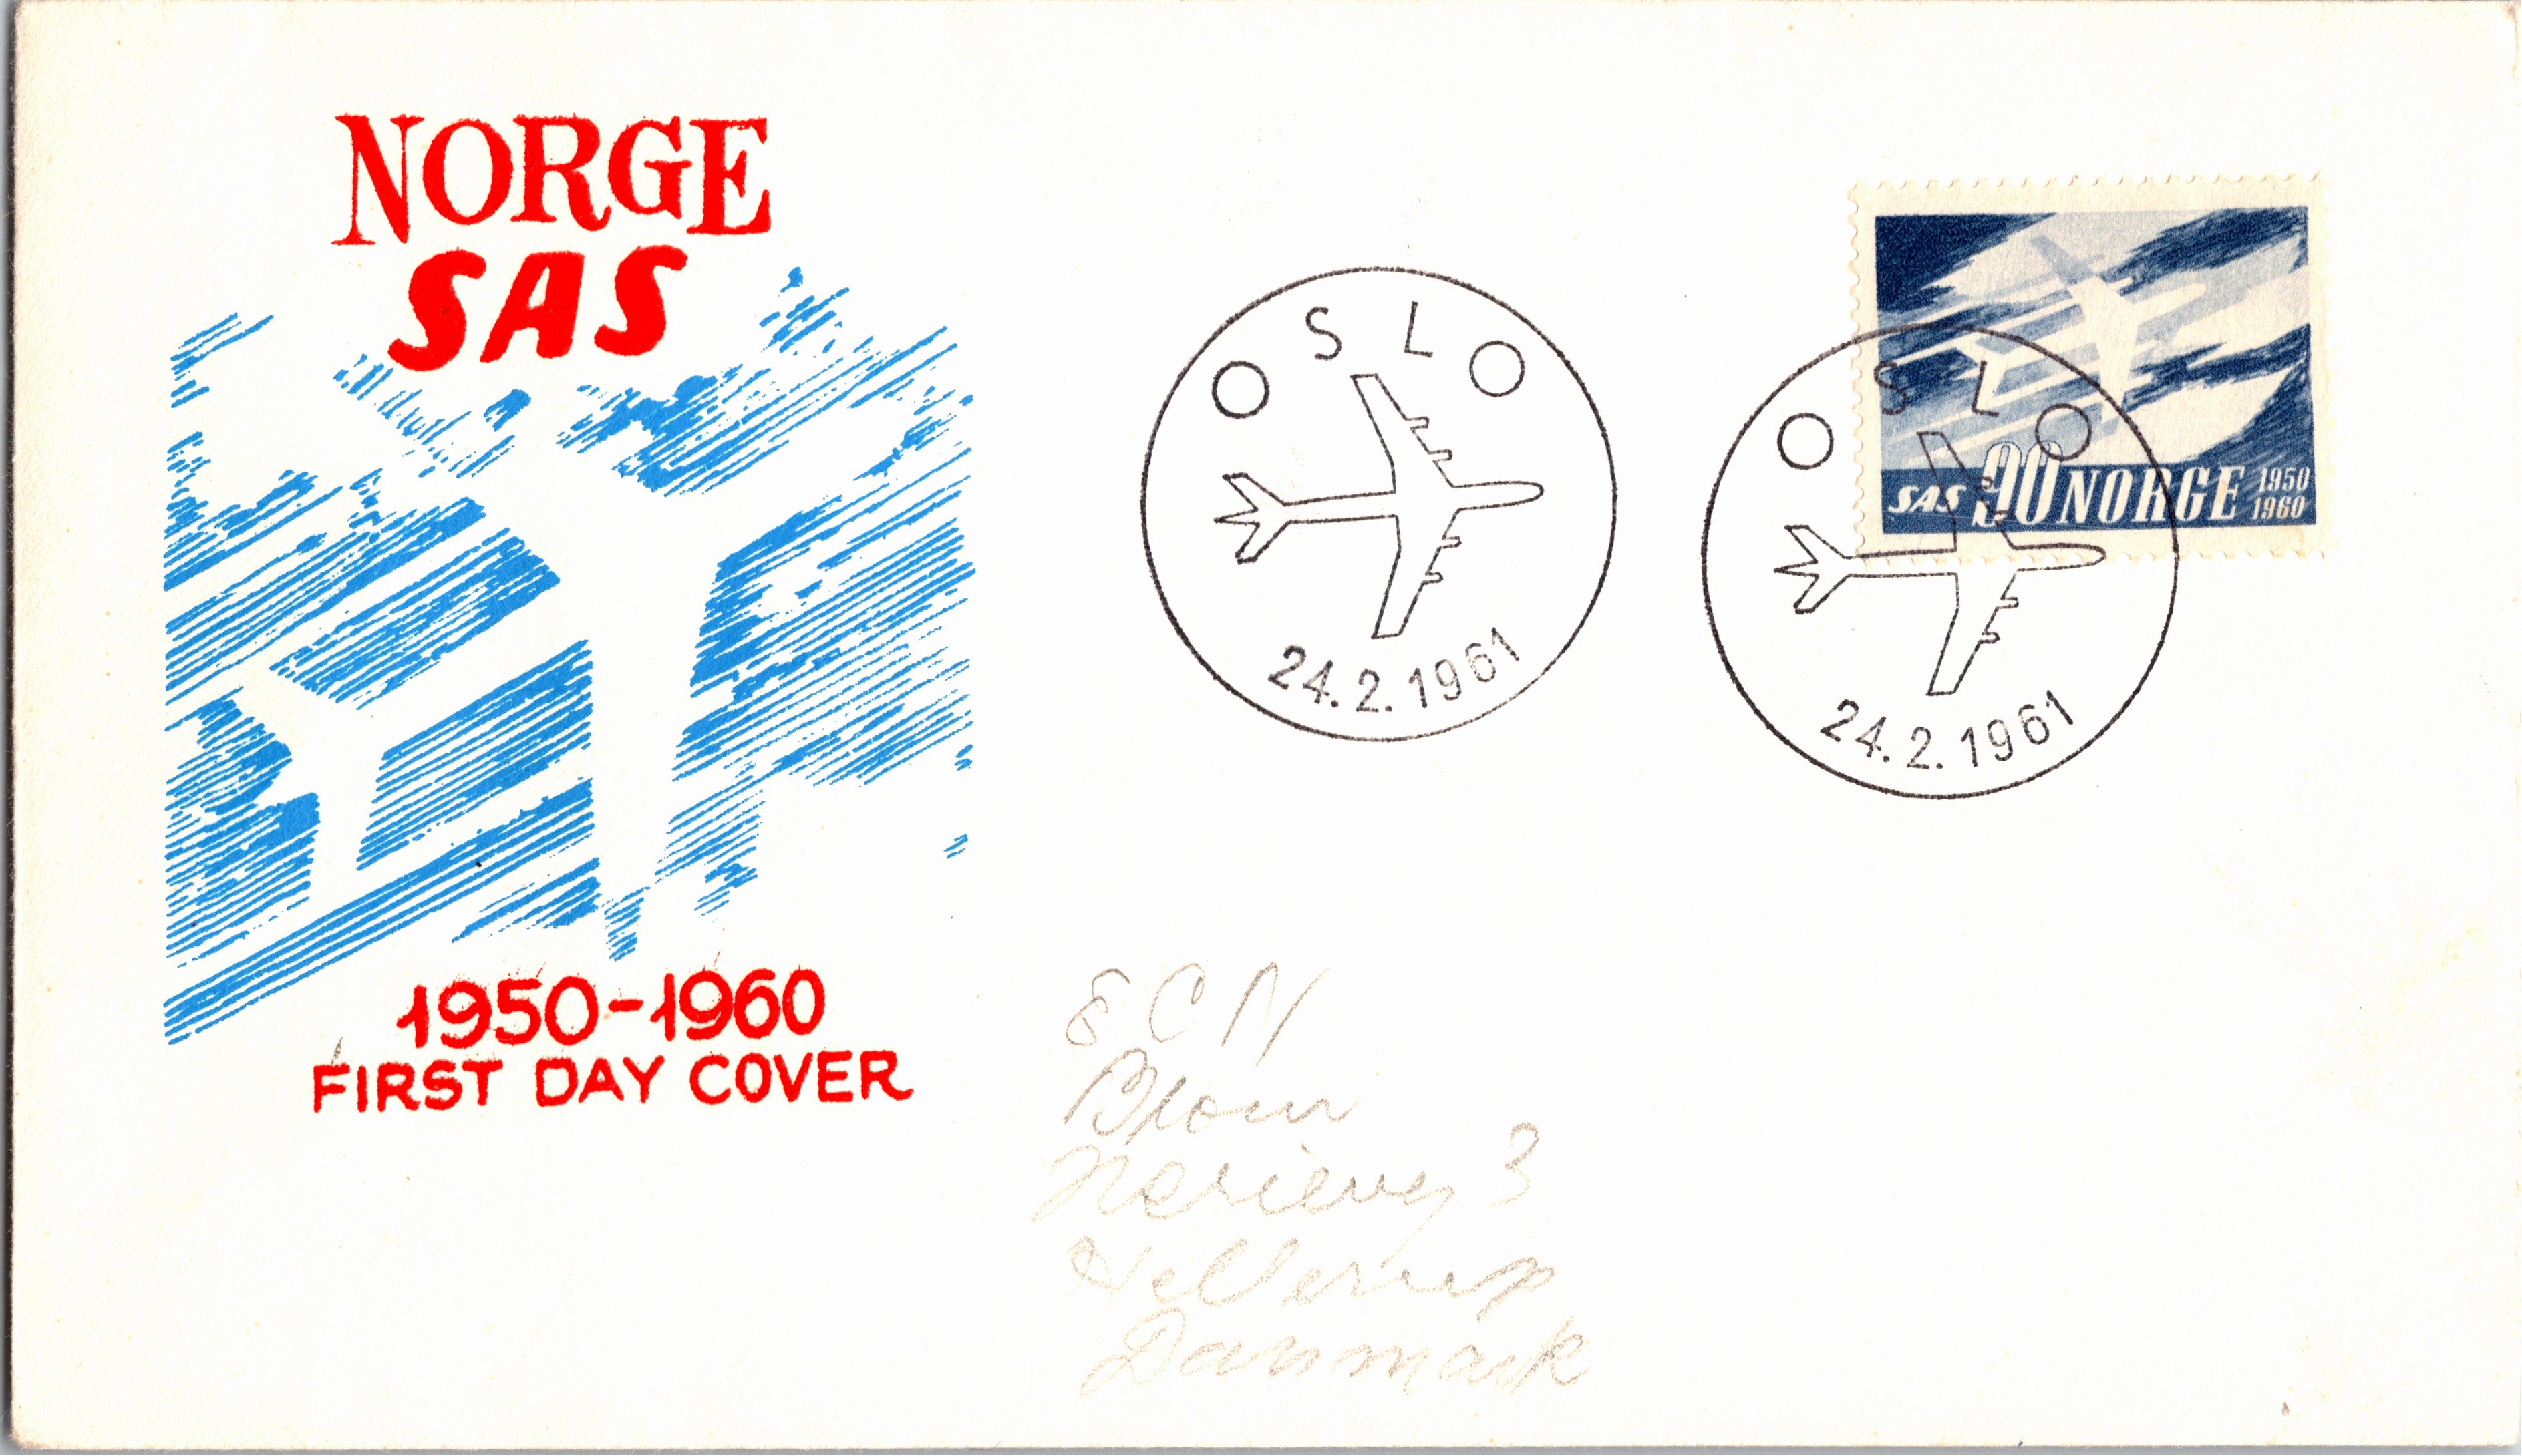 NORGE
SAS
1950-1960
FIRST DAY COVER
OSLO
24.2.1961
OSLO
24.2.1961
SAS 90 NORGE 1950
1960
E C N
3
Hellerup
Danmark